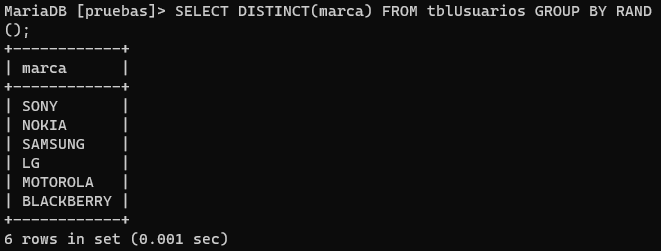 MariaDB [pruebas]> SELECT DISTINCT(marca) FROM tblUsuarios GROUP BY RAND
();
+------------+
| marca      |
+------------+
| SONY       |
| NOKIA      |
| SAMSUNG    |
| LG         |
| MOTOROLA   |
| BLACKBERRY |
+------------+
6 rows in set (0.001 sec)